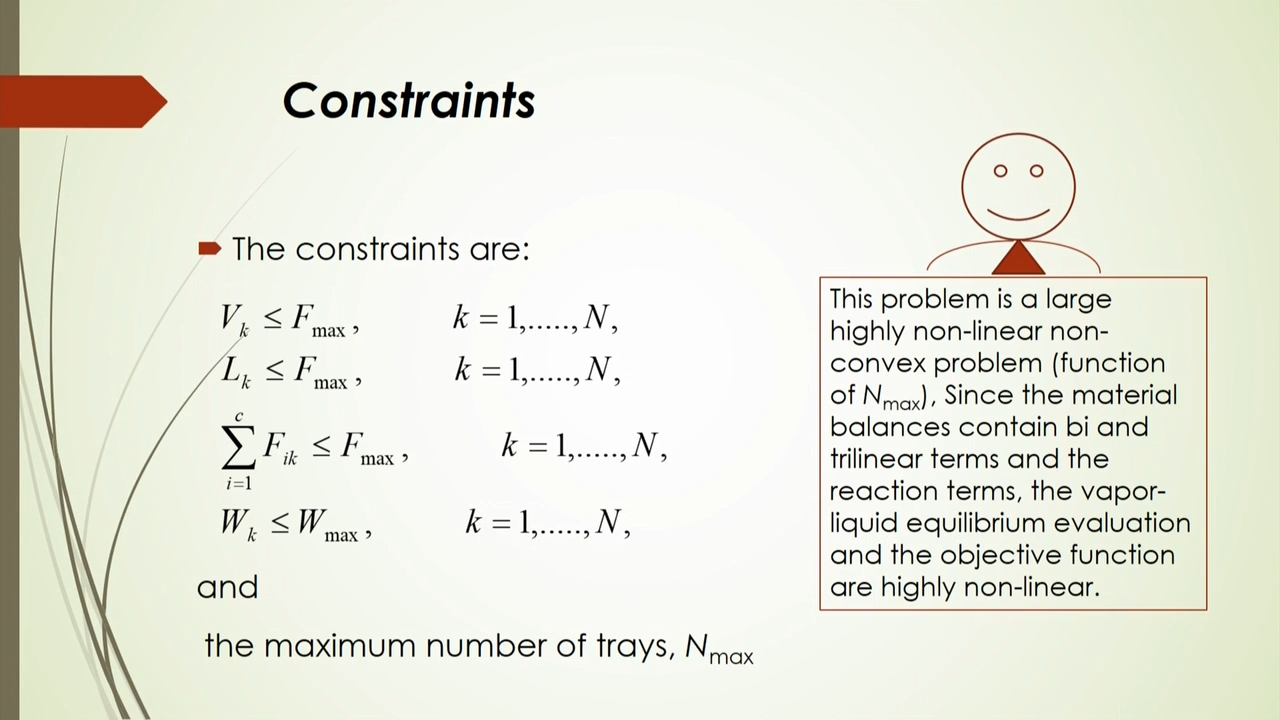 Constraints
The constraints are:
V_k ≤ F_max, k = 1,.....,N,
L_k ≤ F_max, k = 1,.....,N,
∑_{i=1}^{c} F_ik ≤ F_max, k = 1,.....,N,
W_k ≤ W_max, k = 1,.....,N,
and
the maximum number of trays, N_max
This problem is a large
highly non-linear non-
convex problem (function
of N_max), Since the material
balances contain bi and
trilinear terms and the
reaction terms, the vapor-
liquid equilibrium evaluation
and the objective function
are highly non-linear.